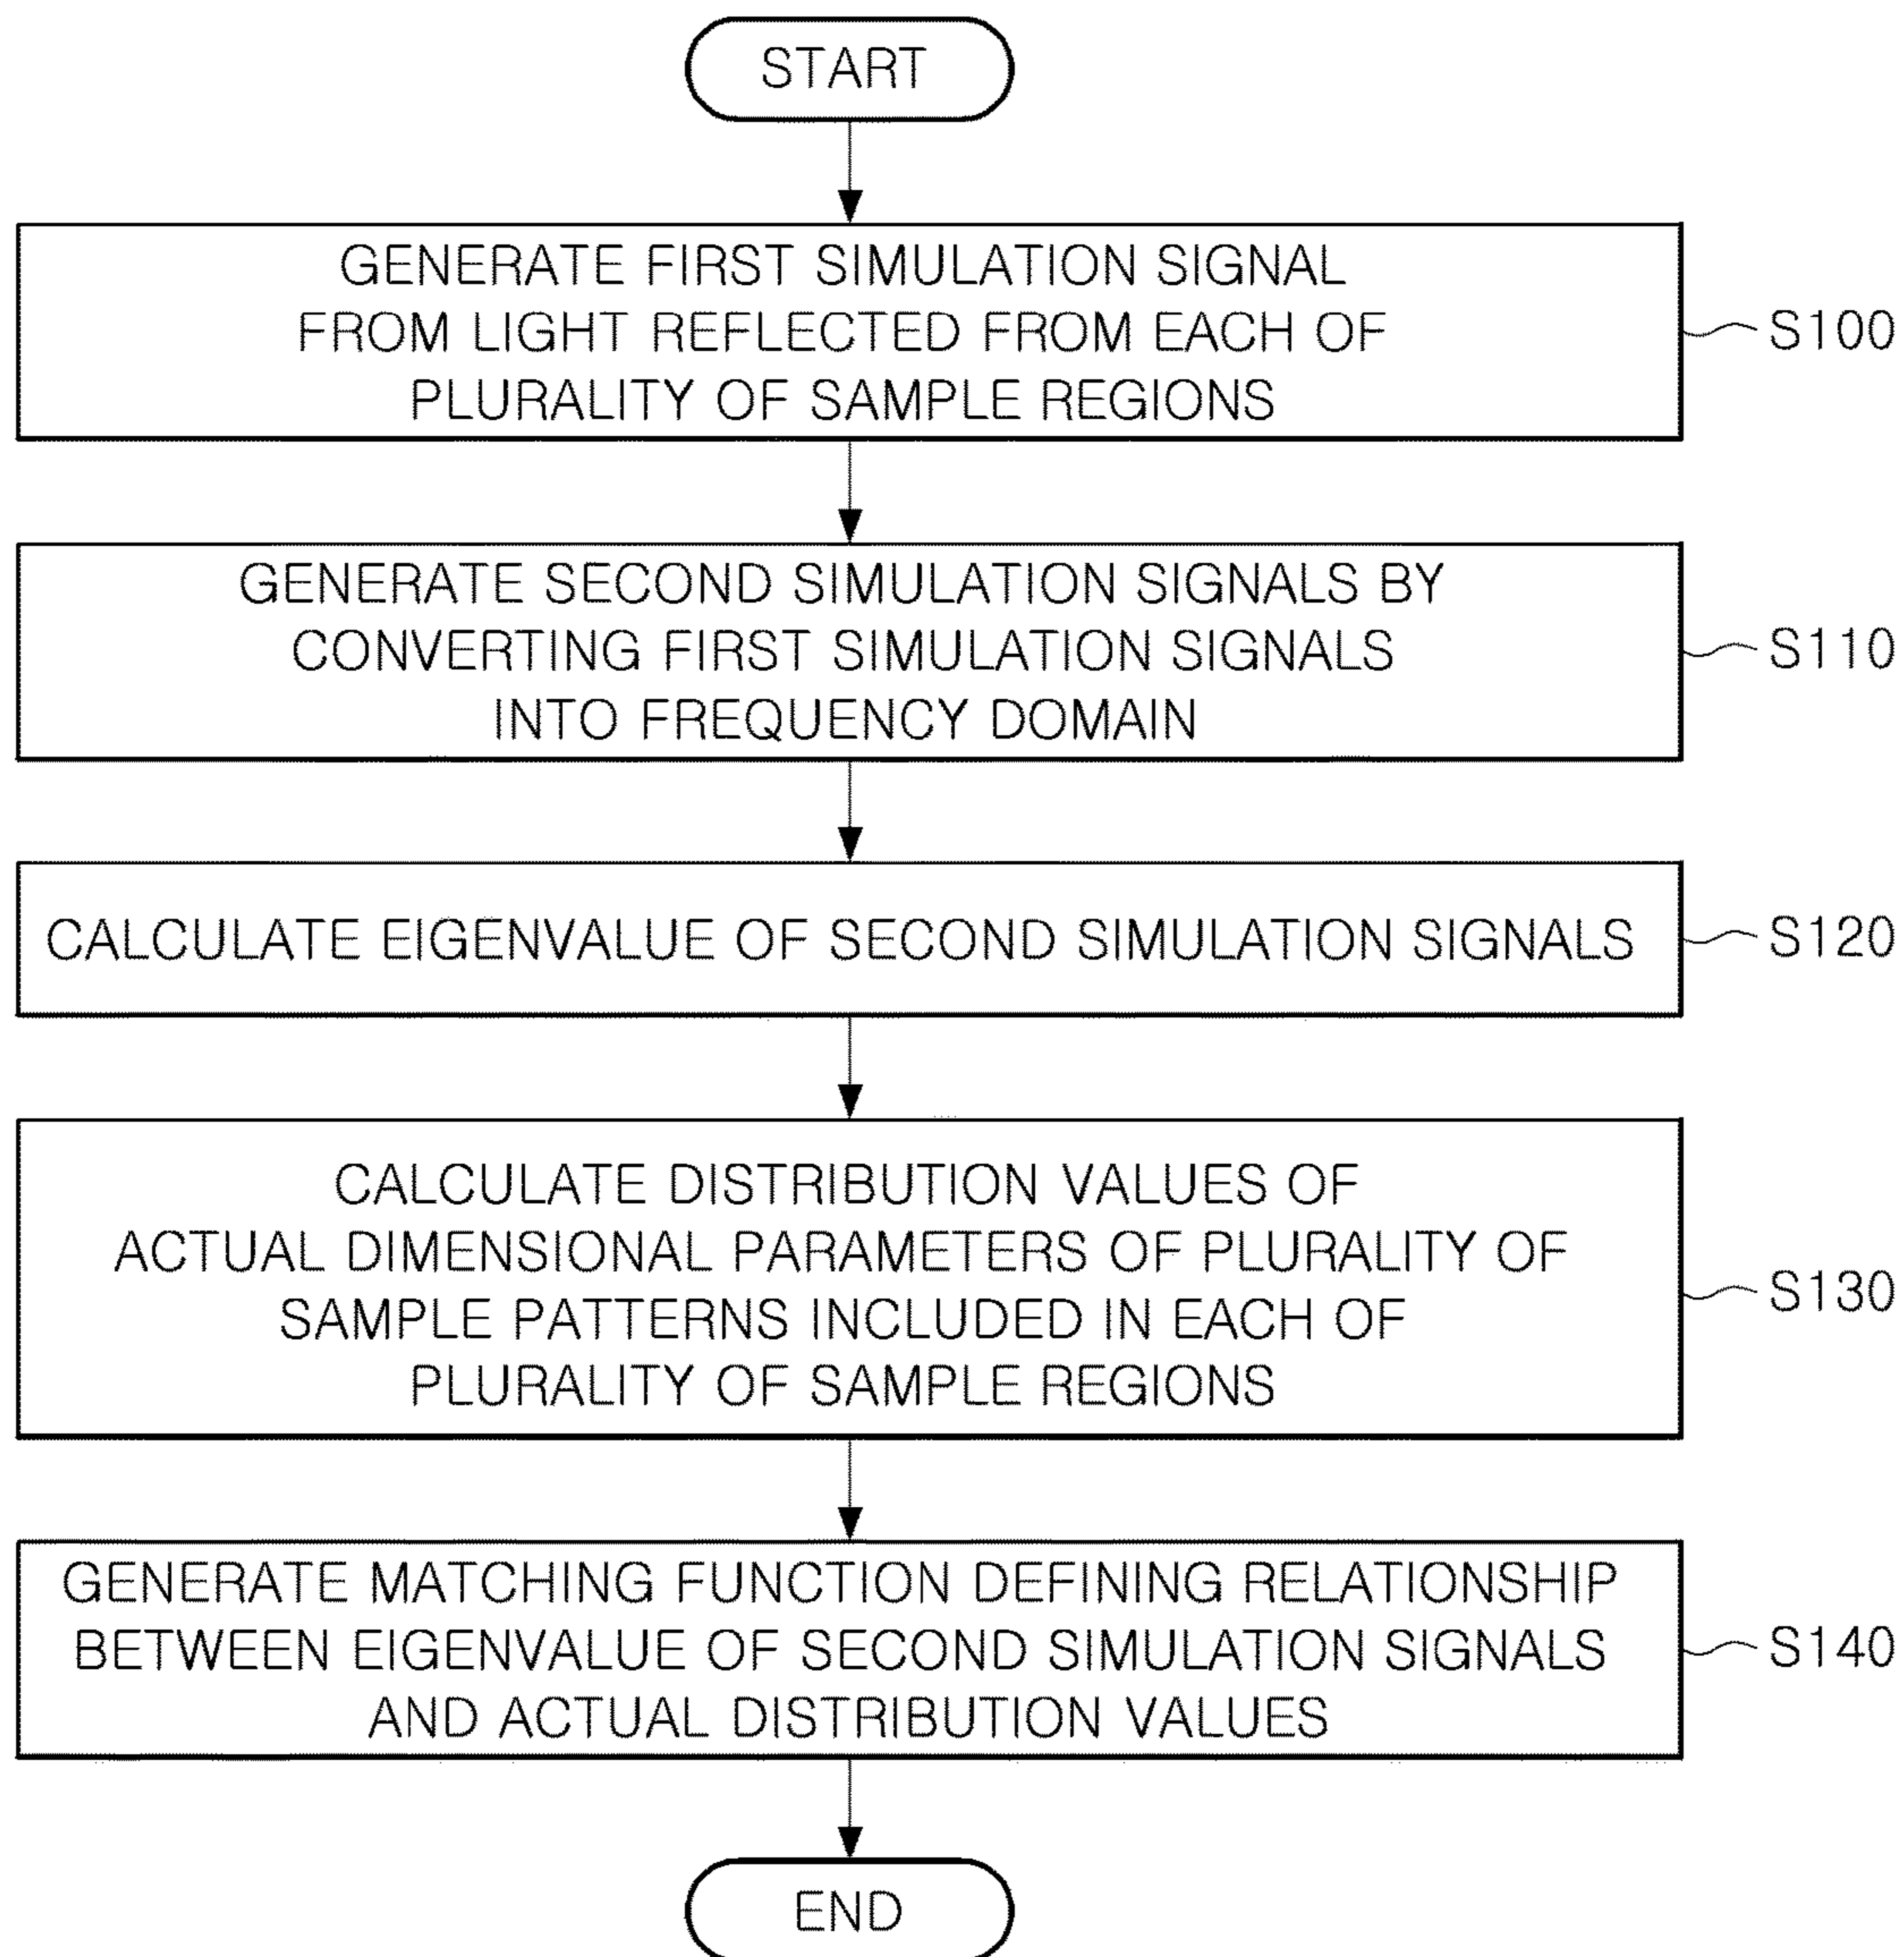 START
GENERATE FIRST SIMULATION SIGNAL
FROM LIGHT REFLECTED FROM EACH OF
PLURALITY OF SAMPLE REGIONS
S100
GENERATE SECOND SIMULATION SIGNALS BY
CONVERTING FIRST SIMULATION SIGNALS
INTO FREQUENCY DOMAIN
S110
CALCULATE EIGENVALUE OF SECOND SIMULATION SIGNALS
S120
CALCULATE DISTRIBUTION VALUES OF
ACTUAL DIMENSIONAL PARAMETERS OF PLURALITY OF
SAMPLE PATTERNS INCLUDED IN EACH OF
PLURALITY OF SAMPLE REGIONS
S130
GENERATE MATCHING FUNCTION DEFINING RELATIONSHIP
BETWEEN EIGENVALUE OF SECOND SIMULATION SIGNALS
AND ACTUAL DISTRIBUTION VALUES
S140
END